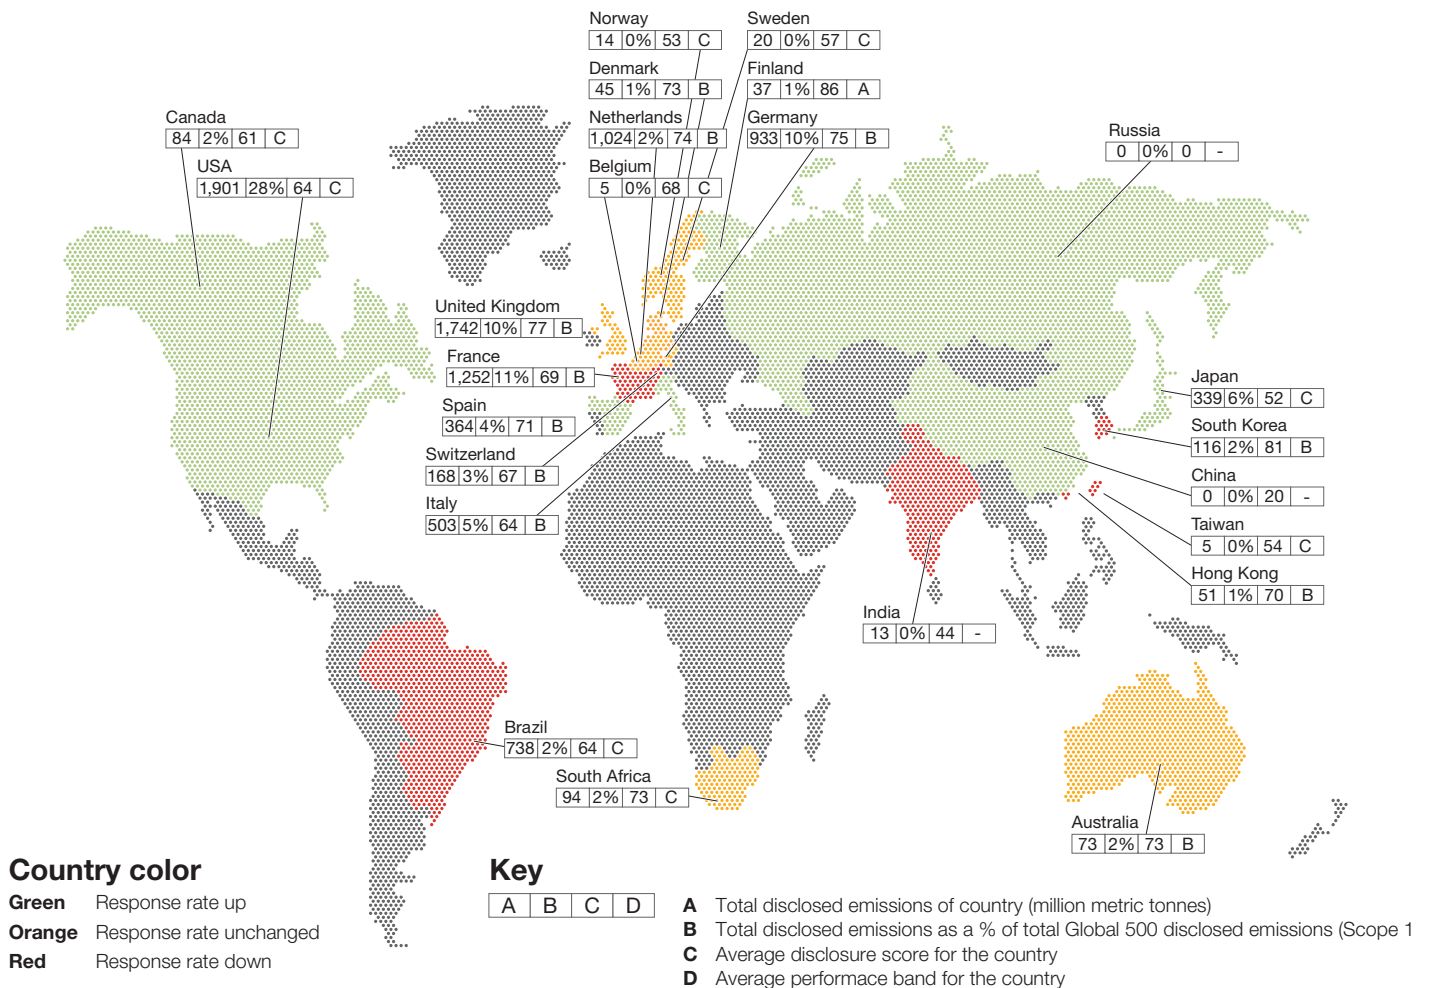 Norway
14 0% 53 C
Sweden
20 0% 57 C
Denmark
45 1% 73 B
Finland
37 1% 86 A
Netherlands
1,024 2% 74 B
Germany
933 10% 75 B
Belgium
5 0% 68 C
Canada
84 2% 61 C
USA
1,901 28% 64 C
Russia
0 0% 0 -
United Kingdom
1,742 10% 77 B
France
1,252 11% 69 B
Spain
364 4% 71 B
Switzerland
168 3% 67 B
Italy
503 5% 64 B
Japan
339 6% 52 C
South Korea
116 2% 81 B
China
0 0% 20 -
Taiwan
5 0% 54 C
Hong Kong
51 1% 70 B
India
13 0% 44 -
Brazil
738 2% 64 C
South Africa
94 2% 73 C
Australia
73 2% 73 B
Country color
Green Response rate up
Orange Response rate unchanged
Red Response rate down
Key
A B C D
A Total disclosed emissions of country (million metric tonnes)
B Total disclosed emissions as a % of total Global 500 disclosed emissions (Scope 1
C Average disclosure score for the country
D Average performace band for the country